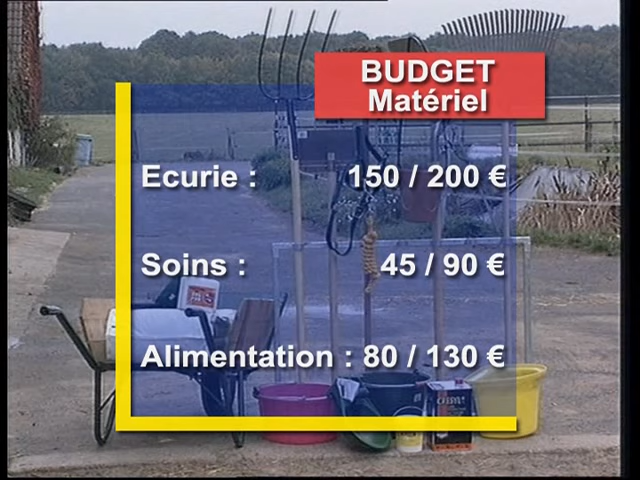 BUDGET
Matériel
Ecurie : 150 / 200 €
Soins : 45 / 90 €
Alimentation : 80 / 130 €